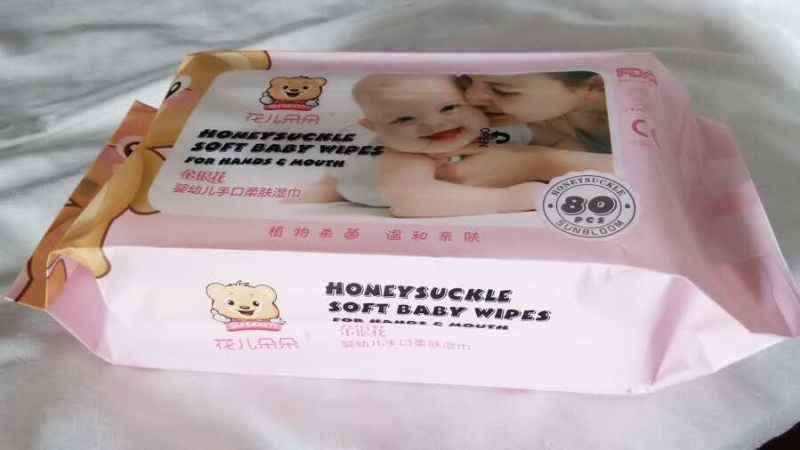 花儿朵朵
HONEYSUCKLE
SOFT BABY WIPES
FOR HANDS & MOUTH
金银花
婴幼儿手口柔肤湿巾
OPEN
FDA
HONEYSUCKLE
80
PCS
SUNBLOOM
植物杀菌 温和亲肤
花儿朵朵
HONEYSUCKLE
SOFT BABY WIPES
FOR HANDS & MOUTH
金银花
婴幼儿手口柔肤湿巾